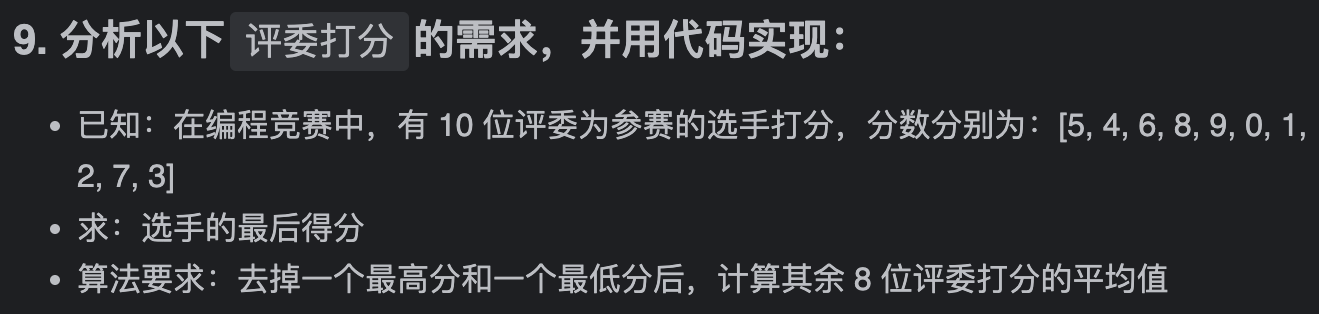 9. 分析以下 评委打分 的需求，并用代码实现：
• 已知：在编程竞赛中，有 10 位评委为参赛的选手打分，分数分别为：[5, 4, 6, 8, 9, 0, 1,
2, 7, 3]
• 求：选手的最后得分
• 算法要求：去掉一个最高分和一个最低分后，计算其余 8 位评委打分的平均值